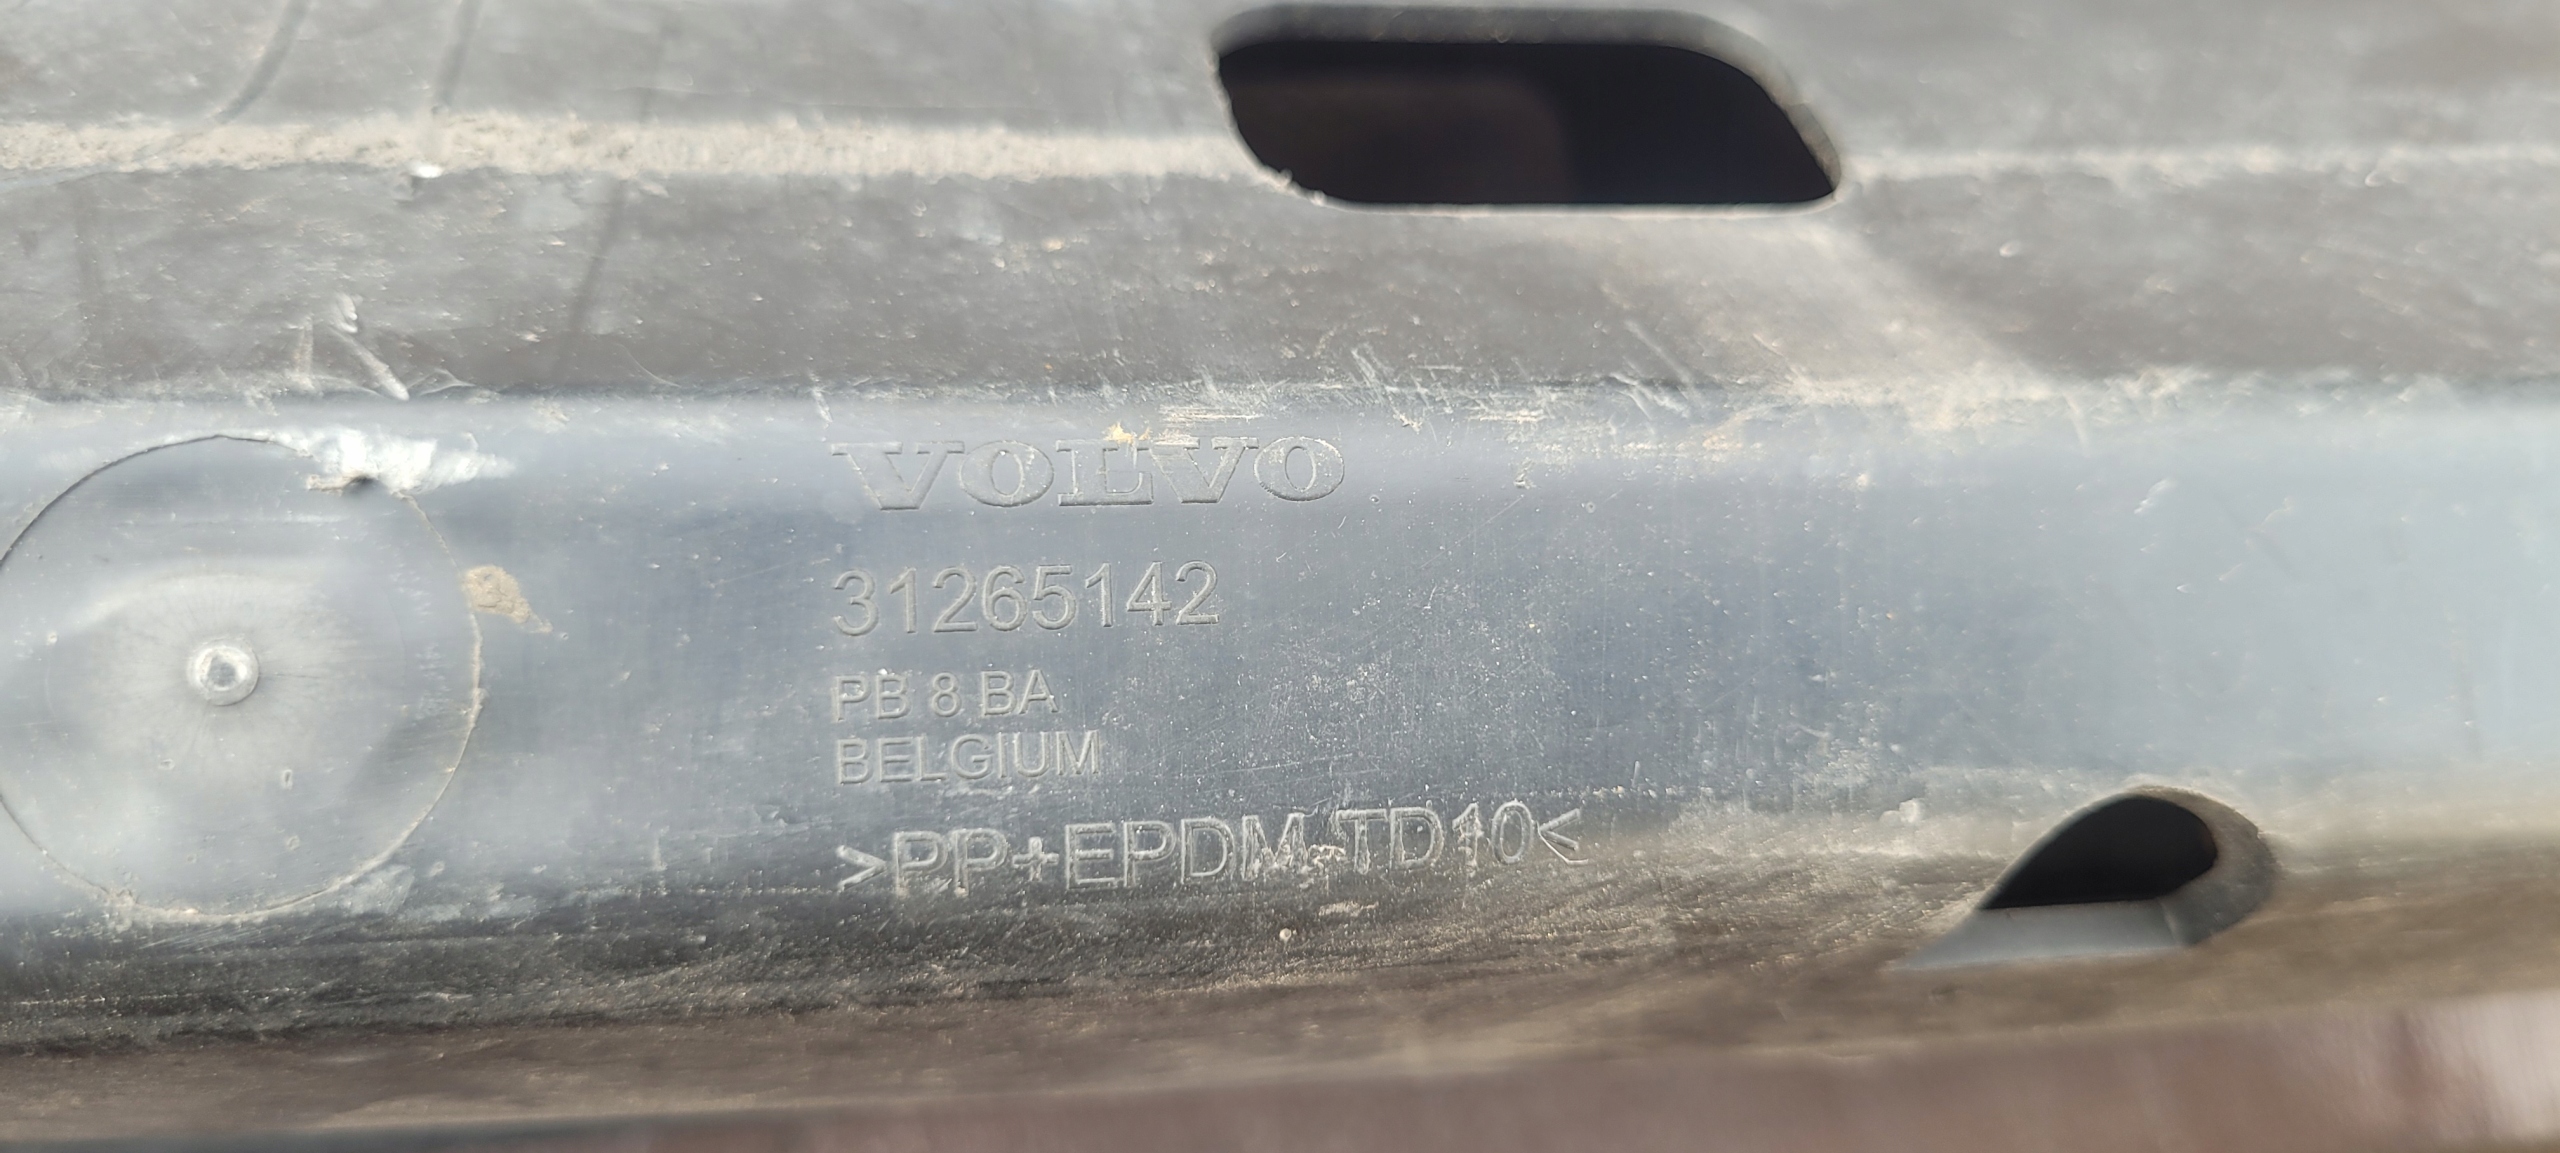 VOLVO
31265142
PB 8 BA
BELGIUM
>PP+EPDM-TD10<